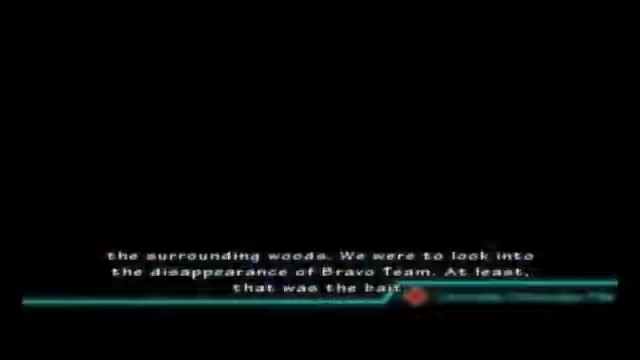 the surrounding woods. We were to look into
the disappearance of Bravo Team. At least,
that was the bait.